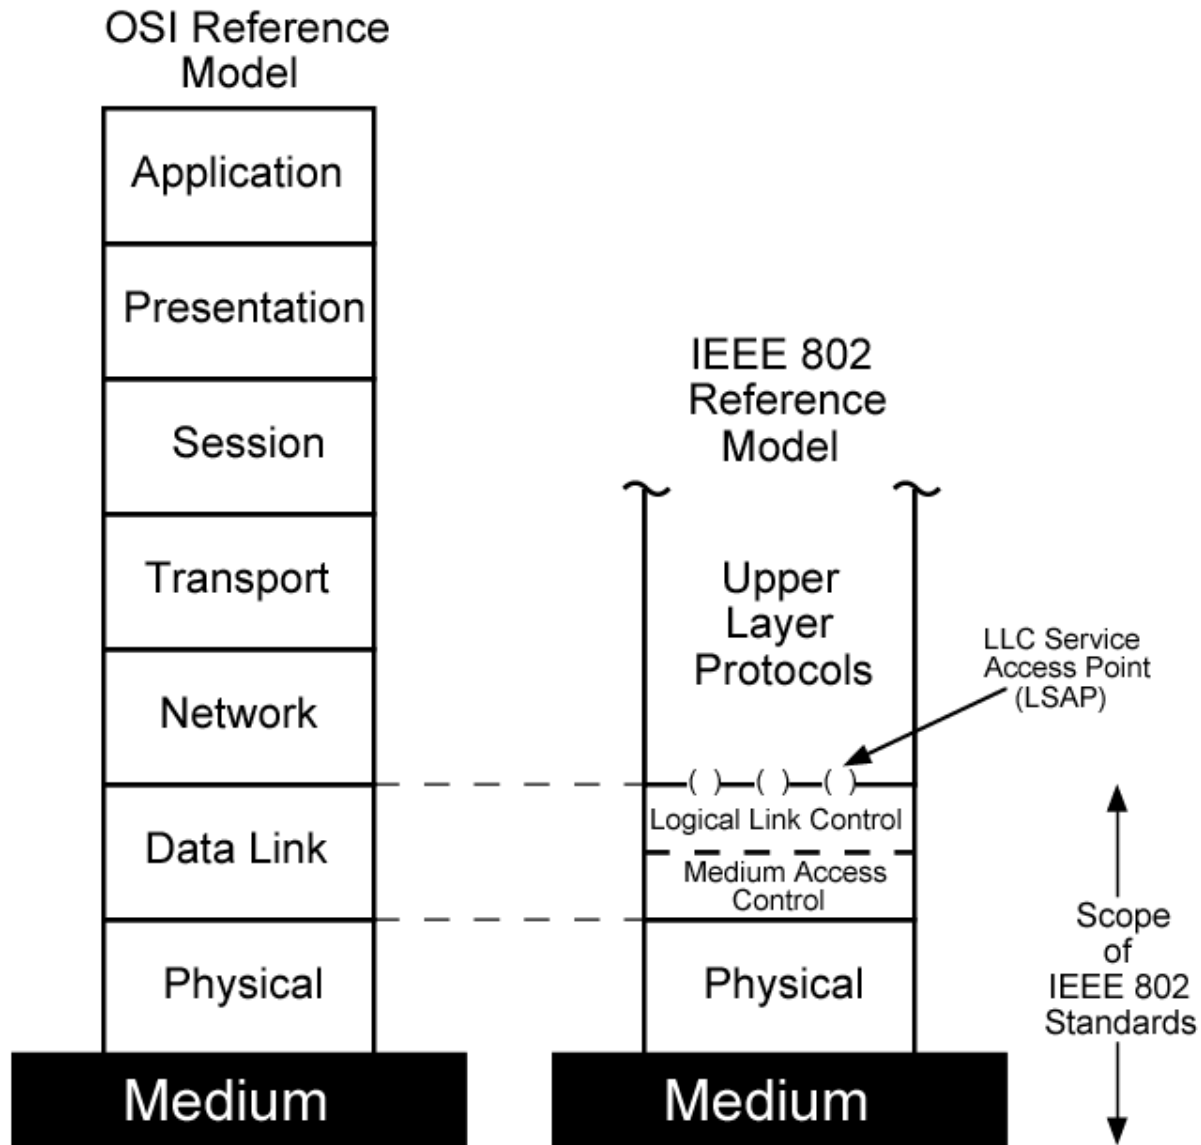 OSI Reference
Model
Application
Presentation
Session
Transport
Network
Data Link
Physical
Medium
IEEE 802
Reference
Model
Upper
Layer
Protocols
LLC Service
Access Point
(LSAP)
( ) ( ) ( )
Logical Link Control
Medium Access
Control
Physical
Medium
Scope
of
IEEE 802
Standards